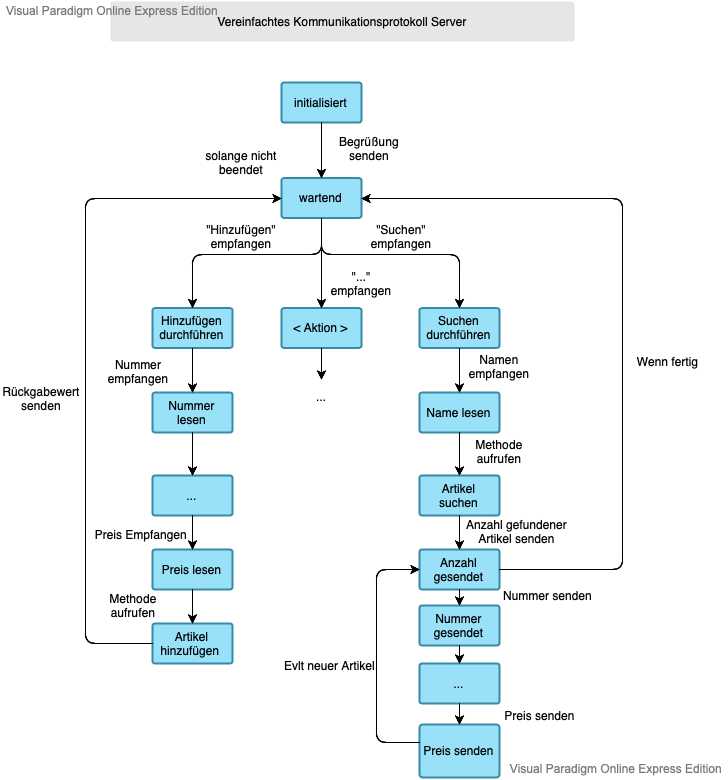 Visual Paradigm Online Express Edition
Vereinfachtes Kommunikationsprotokoll Server
initialisiert
Begrüßung
senden
solange nicht
beendet
wartend
"Hinzufügen"
empfangen
"Suchen"
empfangen
"..."
empfangen
Hinzufügen
durchführen
< Aktion >
Suchen
durchführen
Nummer
empfangen
Namen
empfangen
Wenn fertig
Rückgabewert
senden
Nummer
lesen
...
Name lesen
Methode
aufrufen
...
Artikel
suchen
Preis Empfangen
Anzahl gefundener
Artikel senden
Preis lesen
Anzahl
gesendet
Methode
aufrufen
Nummer senden
Artikel
hinzufügen
Nummer
gesendet
Evlt neuer Artikel
...
Preis senden
Preis senden
Visual Paradigm Online Express Edition